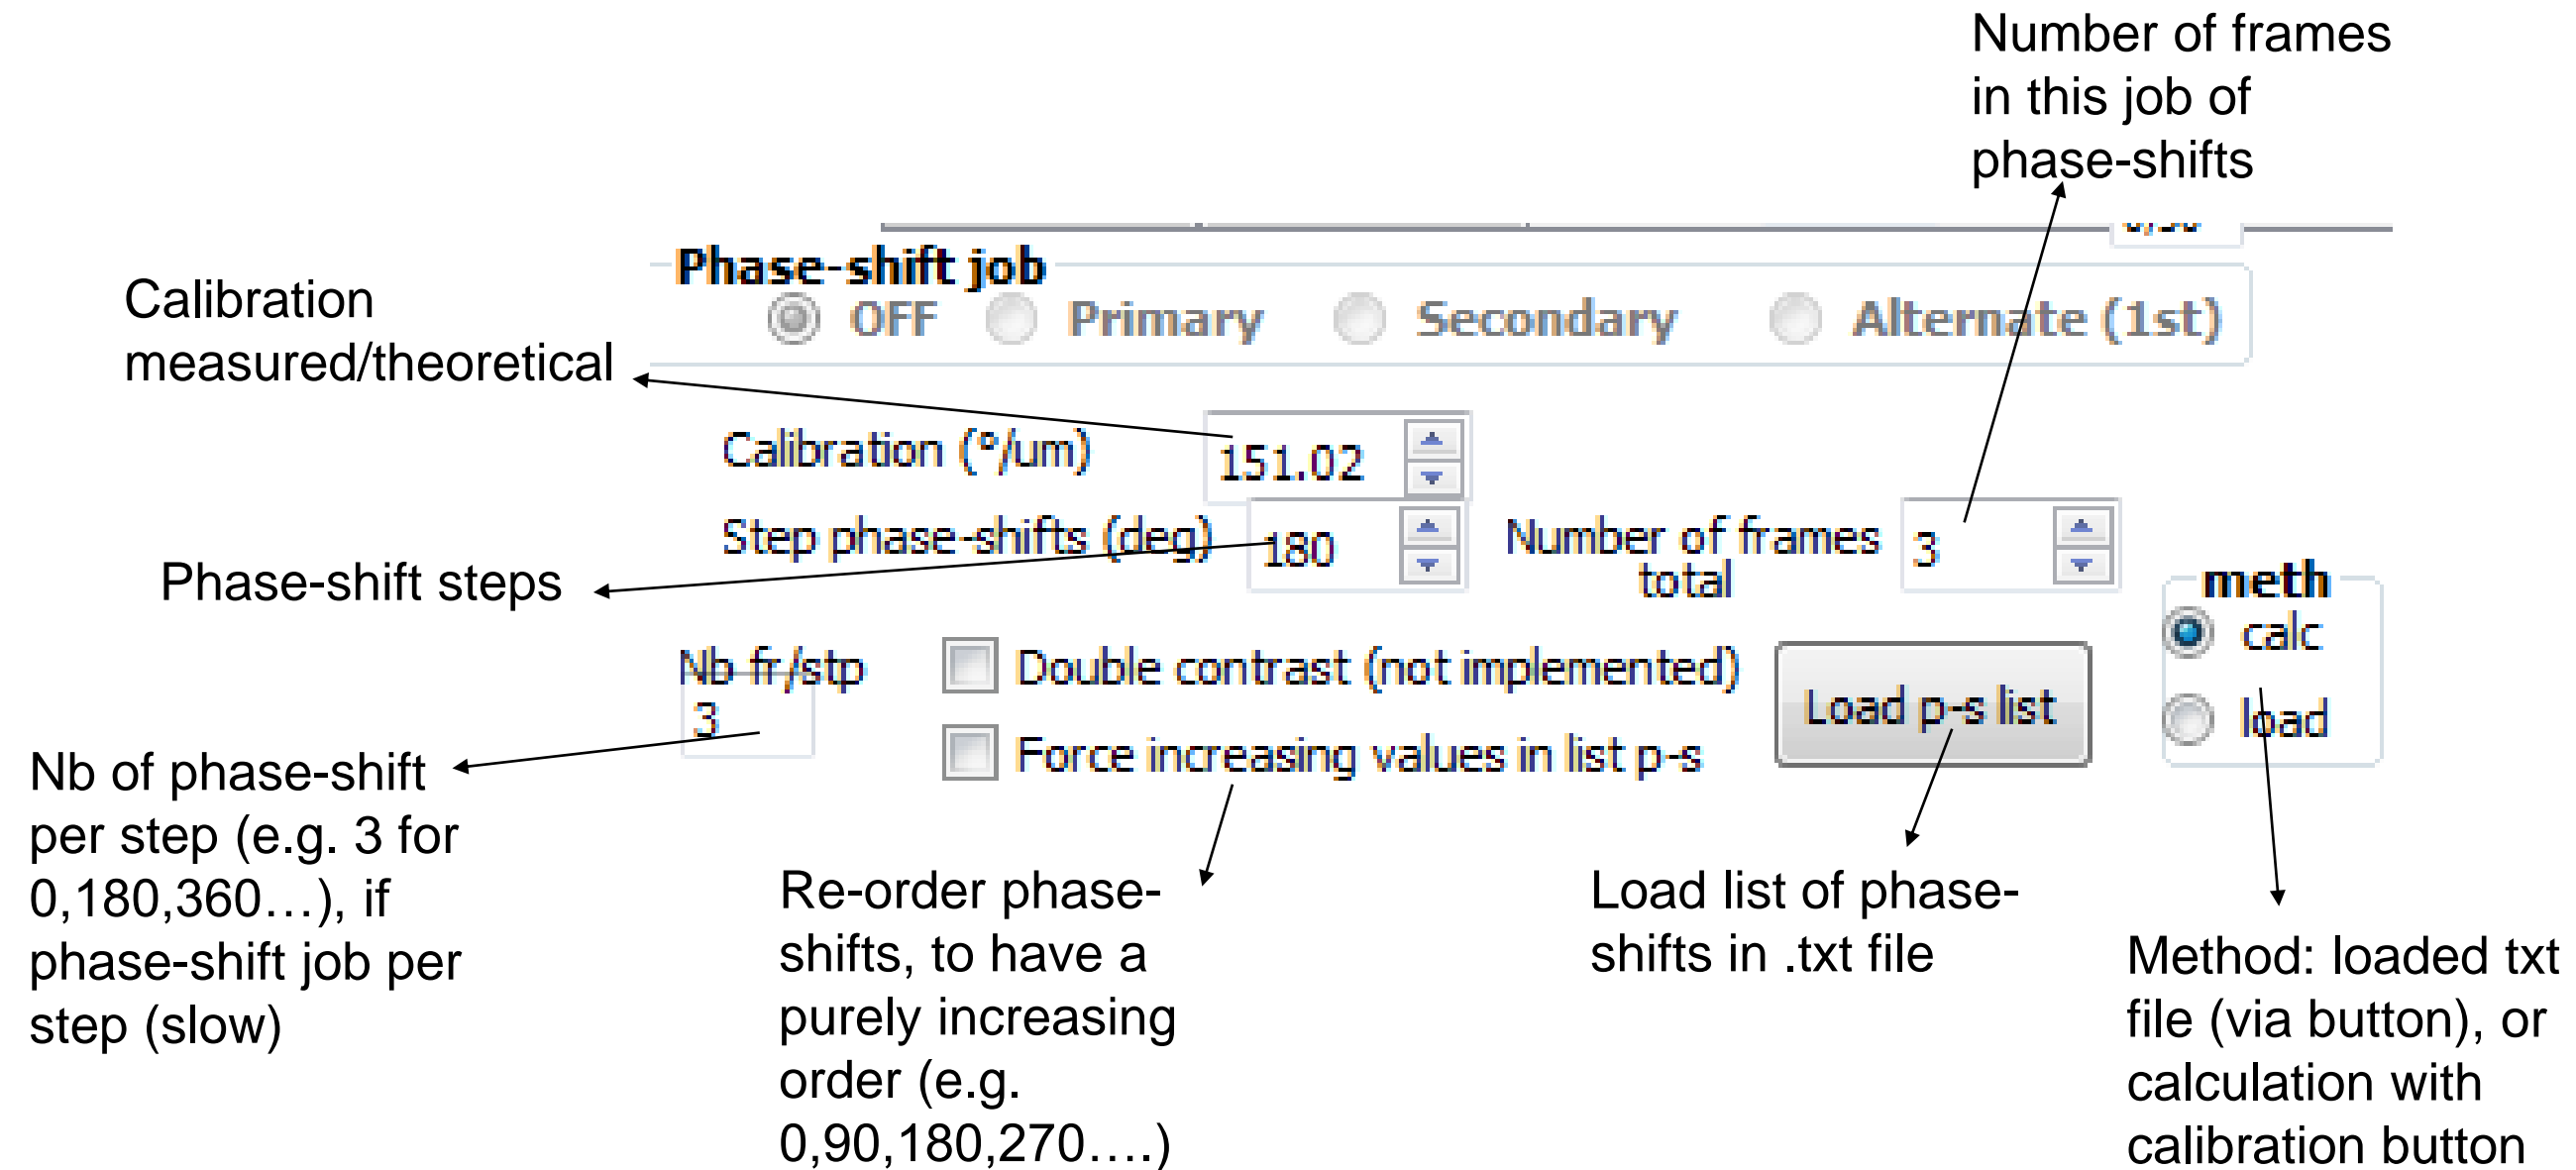 Number of frames
in this job of
phase-shifts
Phase-shift job
OFF Primary Secondary Alternate (1st)
Calibration
measured/theoretical
Calibration (°/um) 151.02
Step phase-shifts (deg) 180
Number of frames
total
3
Phase-shift steps
meth
calc
load
Nb fr/stp
3
Double contrast (not implemented)
Force increasing values in list p-s
Load p-s list
Nb of phase-shift
per step (e.g. 3 for
0,180,360…), if
phase-shift job per
step (slow)
Re-order phase-
shifts, to have a
purely increasing
order (e.g.
0,90,180,270….)
Load list of phase-
shifts in .txt file
Method: loaded txt
file (via button), or
calculation with
calibration button